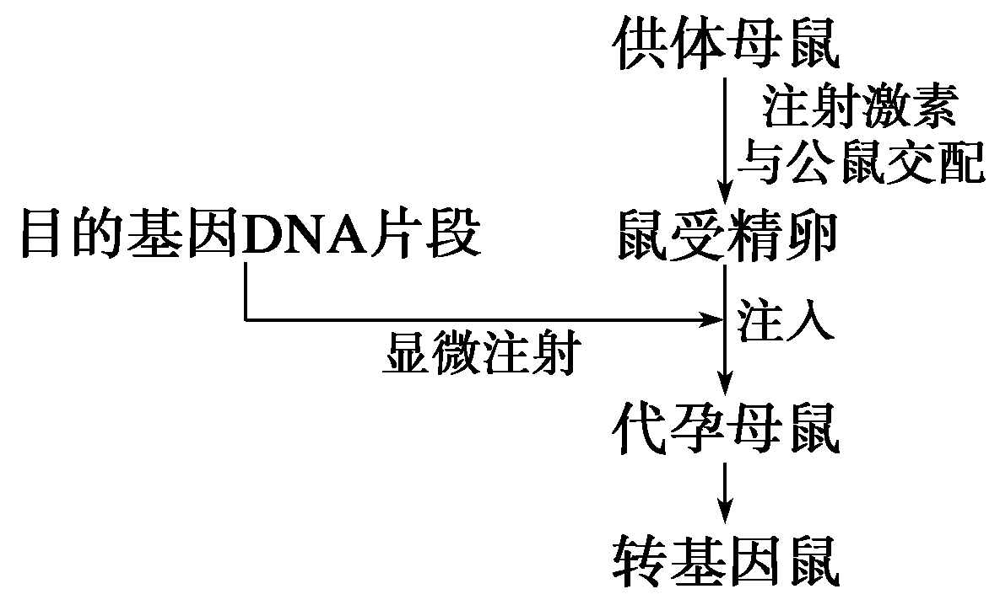 供体母鼠
注射激素
与公鼠交配
目的基因DNA片段
鼠受精卵
注入
显微注射
代孕母鼠
转基因鼠